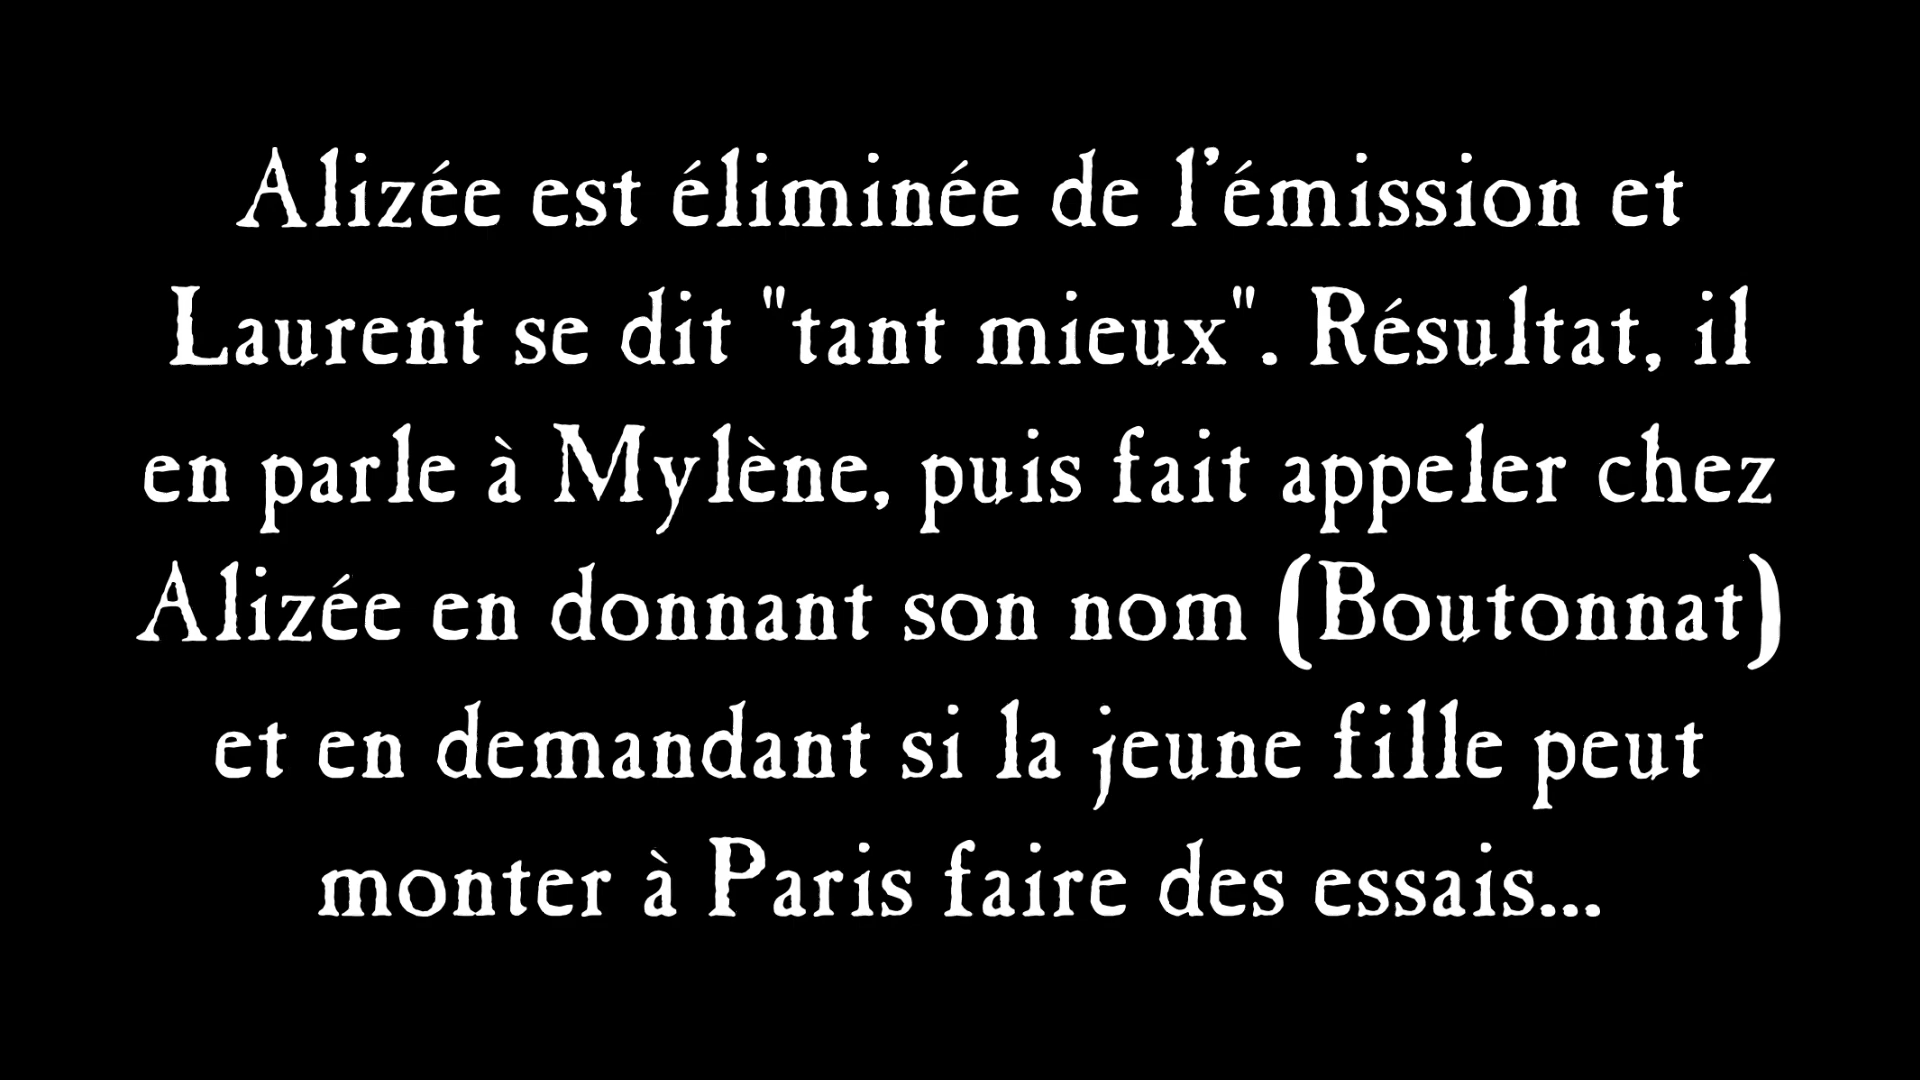 Alizée est éliminée de l'émission et
Laurent se dit "tant mieux". Résultat, il
en parle à Mylène, puis fait appeler chez
Alizée en donnant son nom (Boutonnat)
et en demandant si la jeune fille peut
monter à Paris faire des essais...